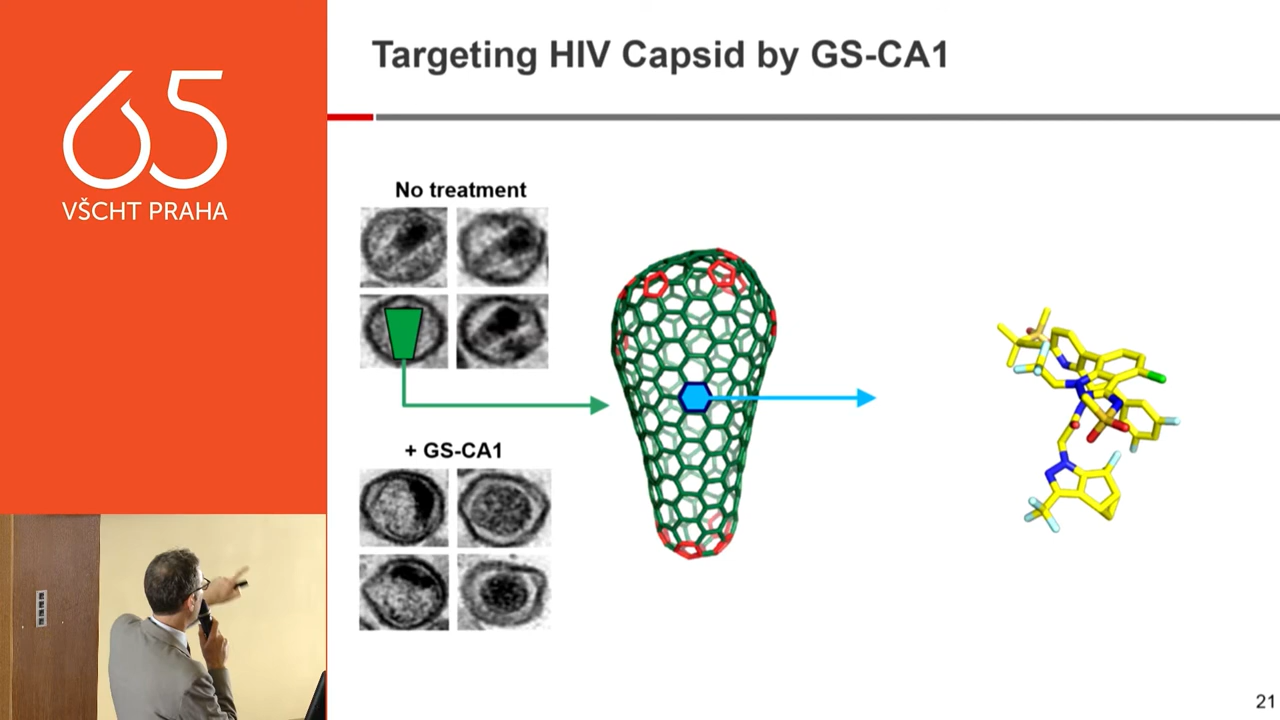 65
VŠCHT PRAHA
Targeting HIV Capsid by GS-CA1
No treatment
+ GS-CA1
21